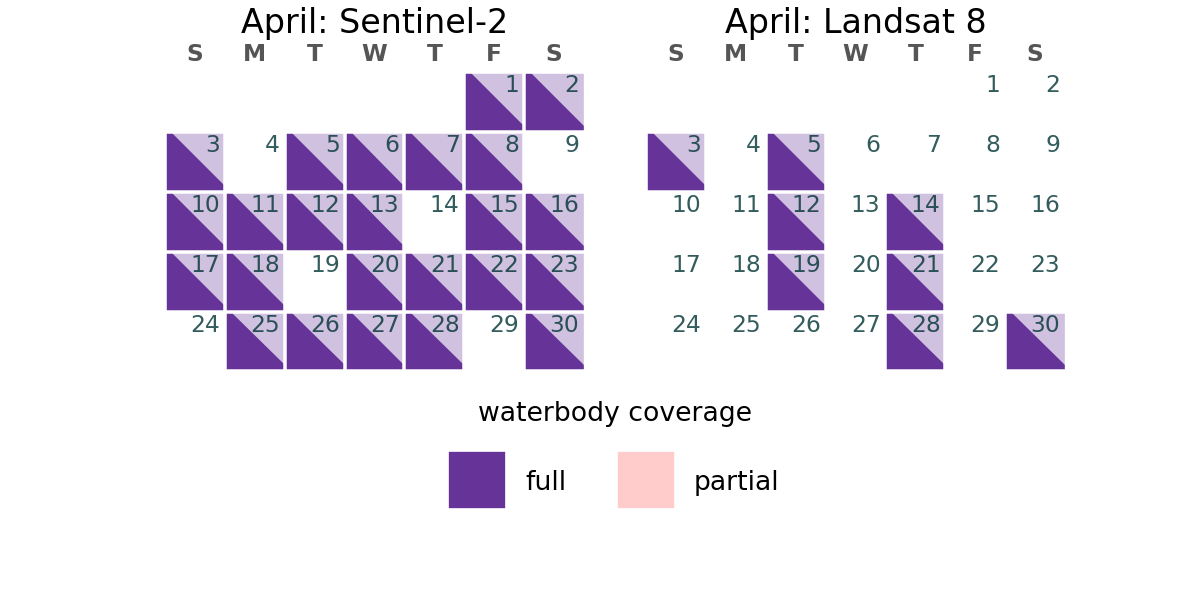 April: Sentinel-2
S M T W T F S
1 2
3 4 5 6 7 8 9
10 11 12 13 14 15 16
17 18 19 20 21 22 23
24 25 26 27 28 29 30
April: Landsat 8
S M T W T F S
1 2
3 4 5 6 7 8 9
10 11 12 13 14 15 16
17 18 19 20 21 22 23
24 25 26 27 28 29 30
waterbody coverage
full partial